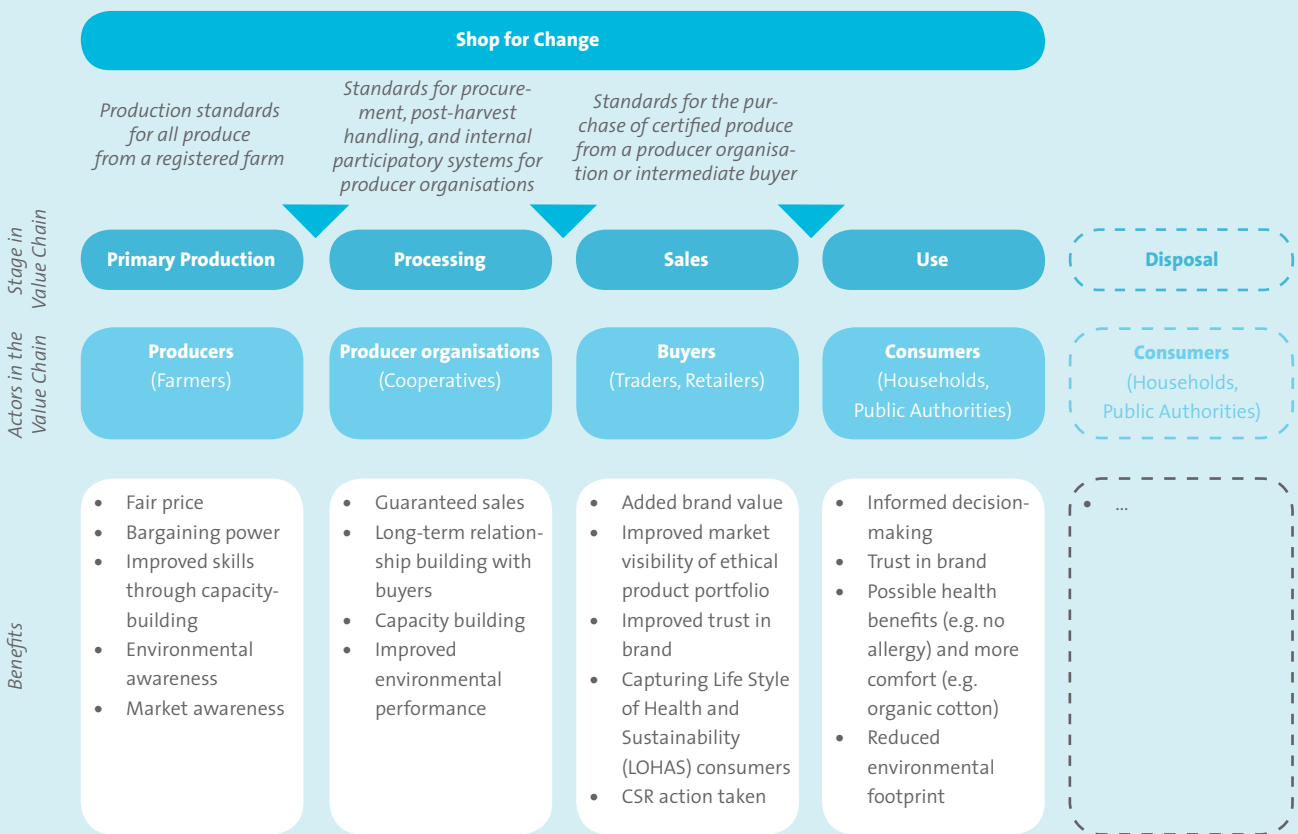 Shop for Change
Production standards
for all produce
from a registered farm
Standards for procure-
ment, post-harvest
handling, and internal
participatory systems for
producer organisations
Standards for the pur-
chase of certified produce
from a producer organisa-
tion or intermediate buyer
Stage in
Value Chain
Primary Production
Processing
Sales
Use
Disposal
Actors in the
Value Chain
Producers
(Farmers)
Producer organisations
(Cooperatives)
Buyers
(Traders, Retailers)
Consumers
(Households,
Public Authorities)
Consumers
(Households,
Public Authorities)
Benefits
• Fair price
• Bargaining power
• Improved skills
through capacity-
building
• Environmental
awareness
• Market awareness
• Guaranteed sales
• Long-term relation-
ship building with
buyers
• Capacity building
• Improved
environmental
performance
• Added brand value
• Improved market
visibility of ethical
product portfolio
• Improved trust in
brand
• Capturing Life Style
of Health and
Sustainability
(LOHAS) consumers
• CSR action taken
• Informed decision-
making
• Trust in brand
• Possible health
benefits (e.g. no
allergy) and more
comfort (e.g.
organic cotton)
• Reduced
environmental
footprint
• ...